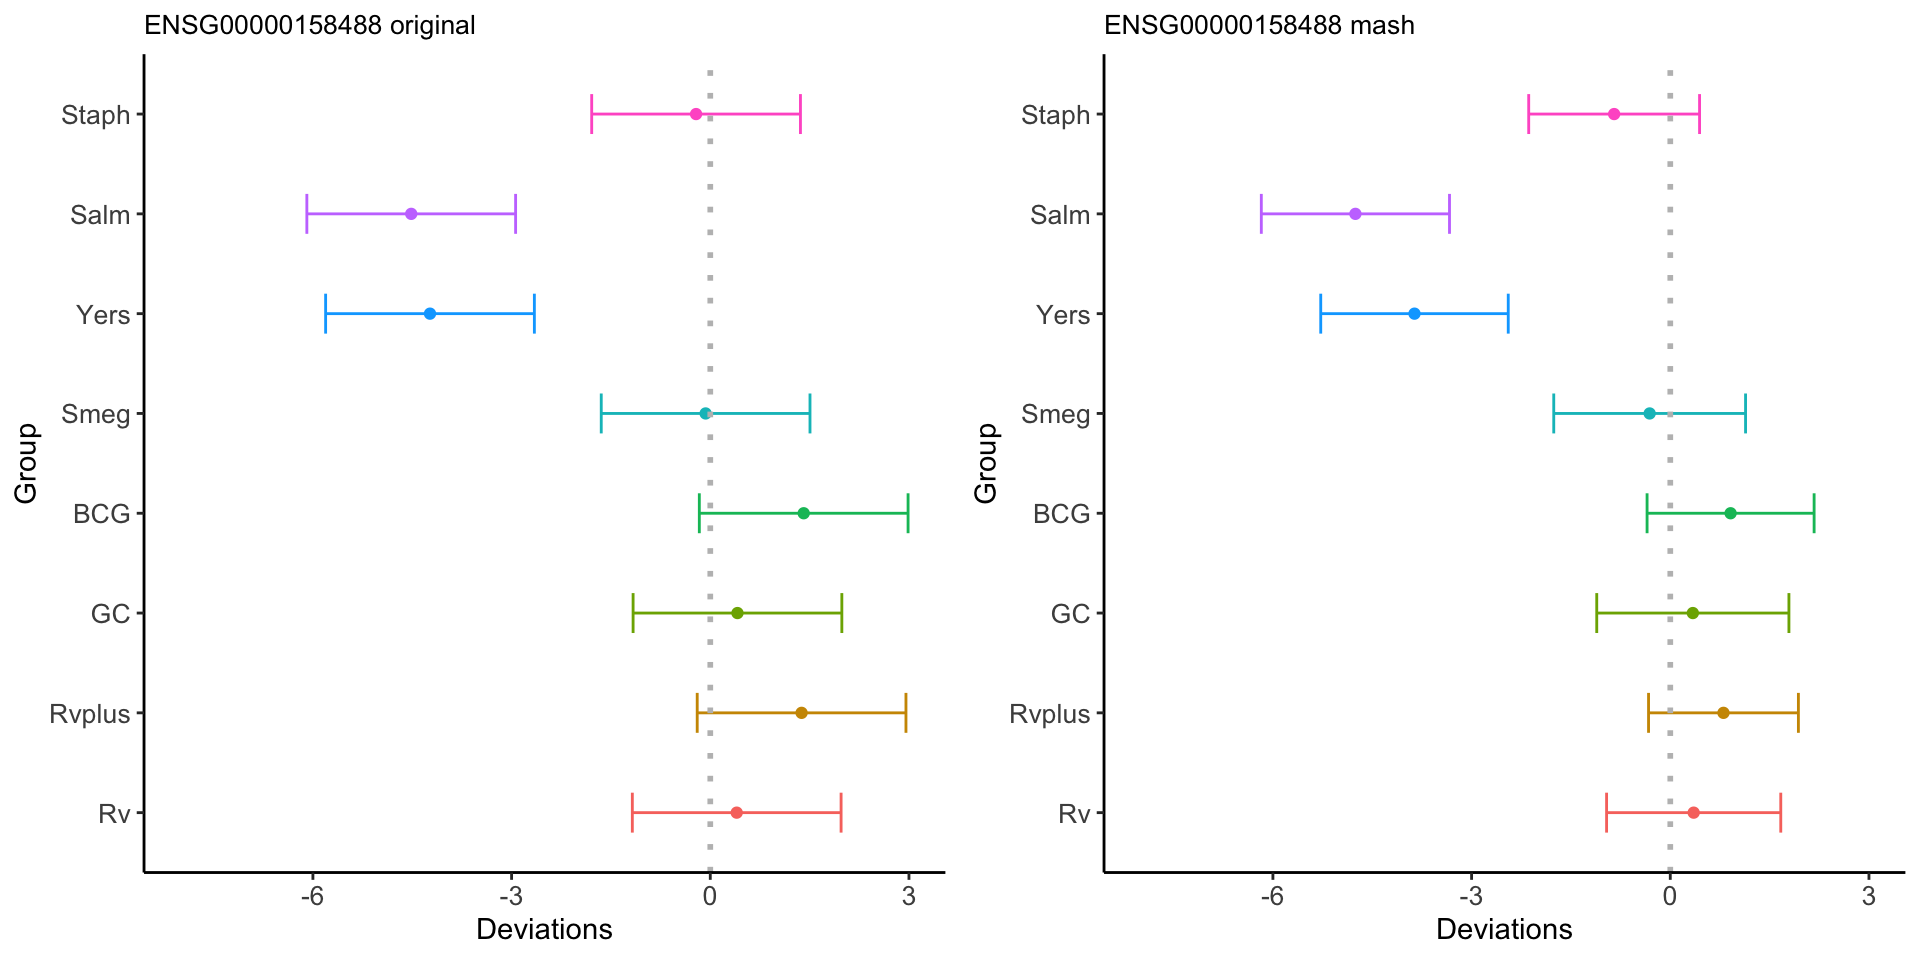 ENSG00000158488 original
Group
Staph
Salm
Yers
Smeg
BCG
GC
Rvplus
Rv
-6 -3 0 3
Deviations
ENSG00000158488 mash
Group
Staph
Salm
Yers
Smeg
BCG
GC
Rvplus
Rv
-6 -3 0 3
Deviations